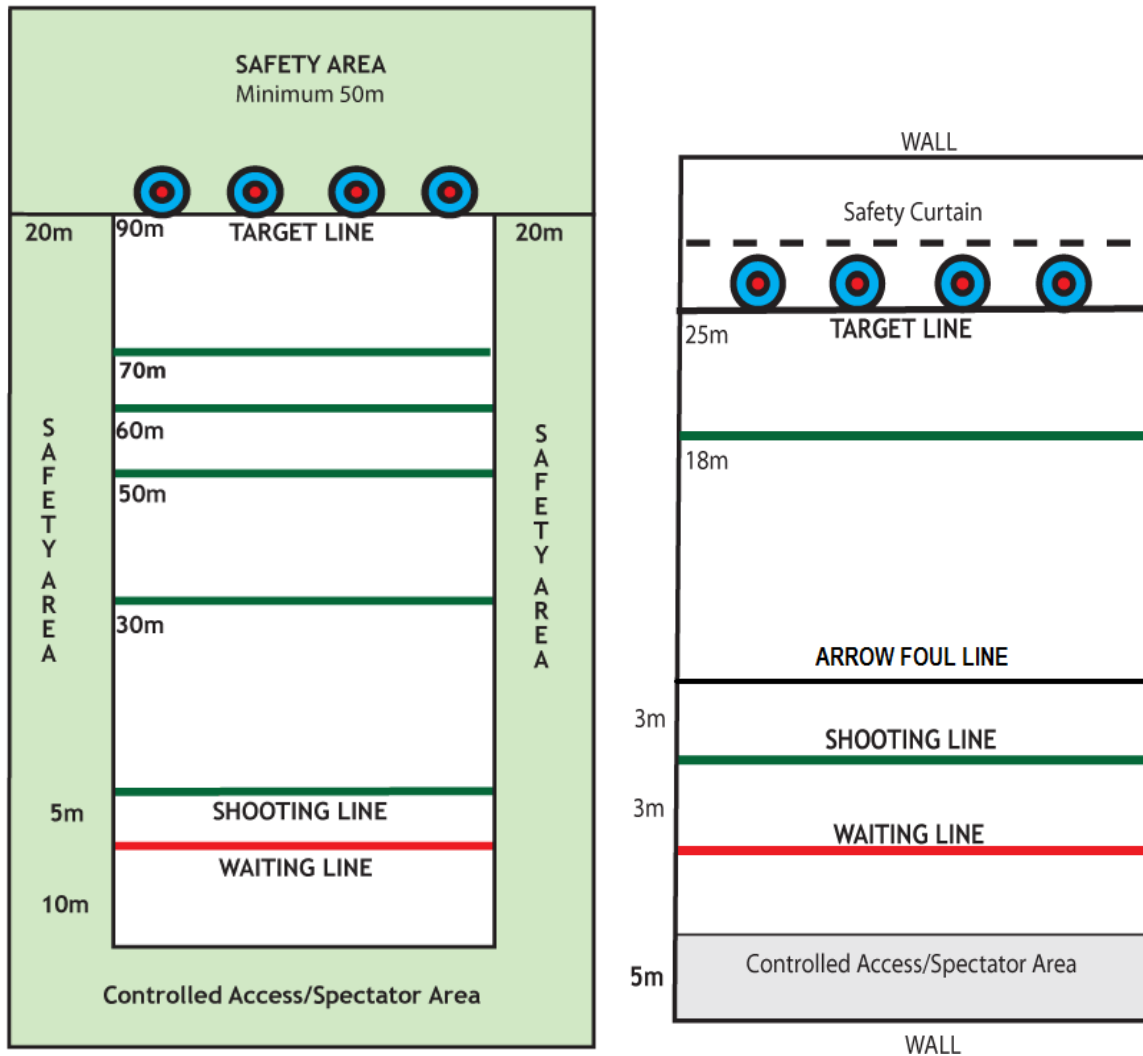 SAFETY AREA
Minimum 50m
20m
90m
TARGET LINE
20m
70m
60m
50m
30m
SAFETY AREA
SAFETY AREA
5m
SHOOTING LINE
WAITING LINE
10m
Controlled Access/Spectator Area
WALL
Safety Curtain
TARGET LINE
25m
18m
ARROW FOUL LINE
3m
SHOOTING LINE
3m
WAITING LINE
Controlled Access/Spectator Area
5m
WALL